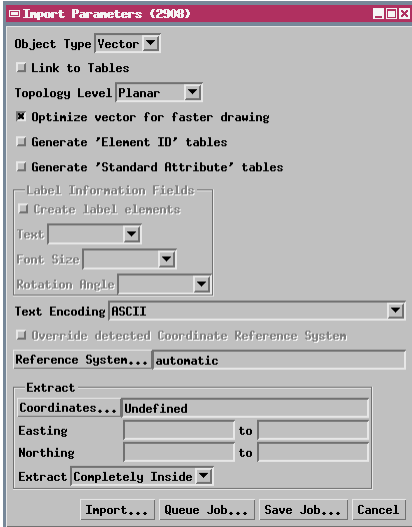 Import Parameters (2908)
Object Type Vector
Link to Tables
Topology Level Planar
Optimize vector for faster drawing
Generate 'Element ID' tables
Generate 'Standard Attribute' tables
Label Information Fields
Create label elements
Text
Font Size
Rotation Angle
Text Encoding ASCII
Override detected Coordinate Reference System
Reference System... automatic
Extract
Coordinates... Undefined
Easting to
Northing to
Extract Completely Inside
Import... Queue Job... Save Job... Cancel